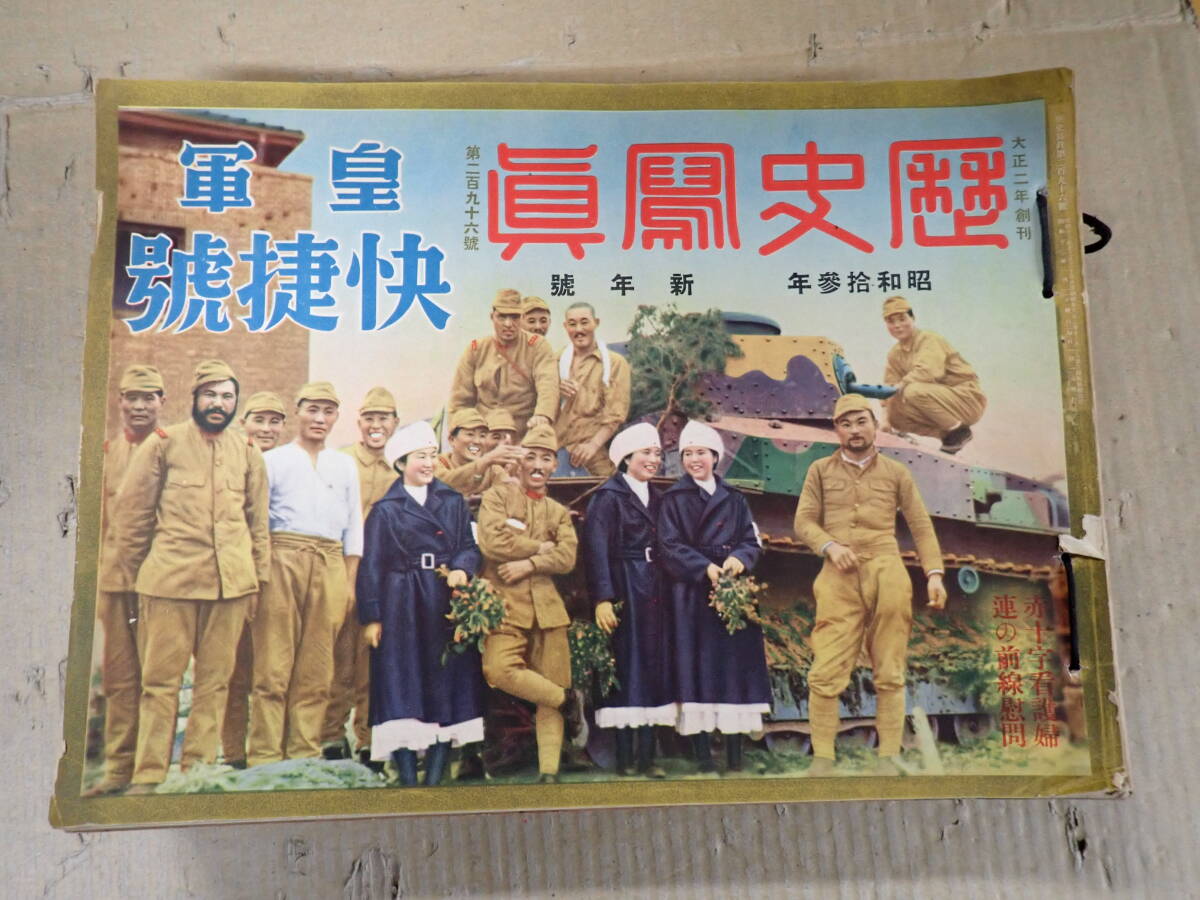 大正二年創刊
歷史寫眞
第二百九十六號
昭和拾參年　新年號
皇軍
快捷號
赤十字看護婦
連の前線慰問